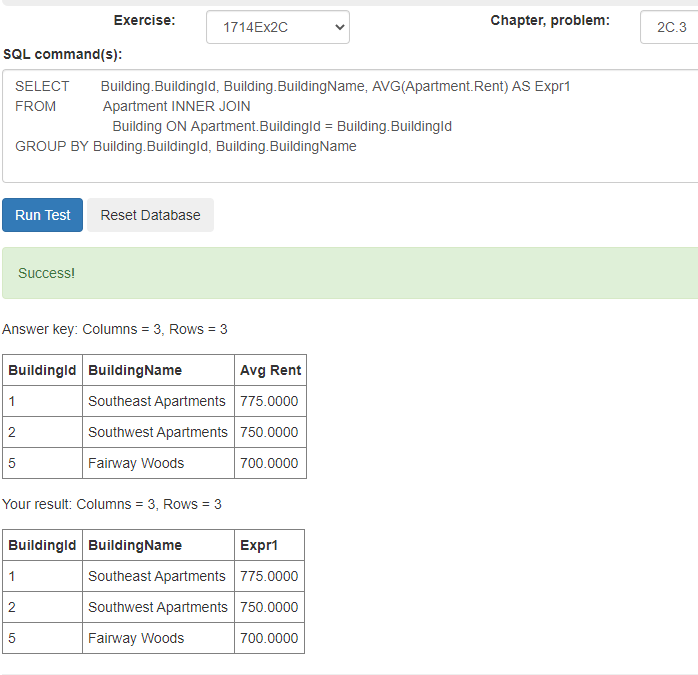 Exercise: 1714Ex2C Chapter, problem: 2C.3
SQL command(s):
SELECT Building.BuildingId, Building.BuildingName, AVG(Apartment.Rent) AS Expr1
FROM Apartment INNER JOIN
Building ON Apartment.BuildingId = Building.BuildingId
GROUP BY Building.BuildingId, Building.BuildingName
Run Test Reset Database
Success!
Answer key: Columns = 3, Rows = 3
BuildingId BuildingName Avg Rent
1 Southeast Apartments 775.0000
2 Southwest Apartments 750.0000
5 Fairway Woods 700.0000
Your result: Columns = 3, Rows = 3
BuildingId BuildingName Expr1
1 Southeast Apartments 775.0000
2 Southwest Apartments 750.0000
5 Fairway Woods 700.0000